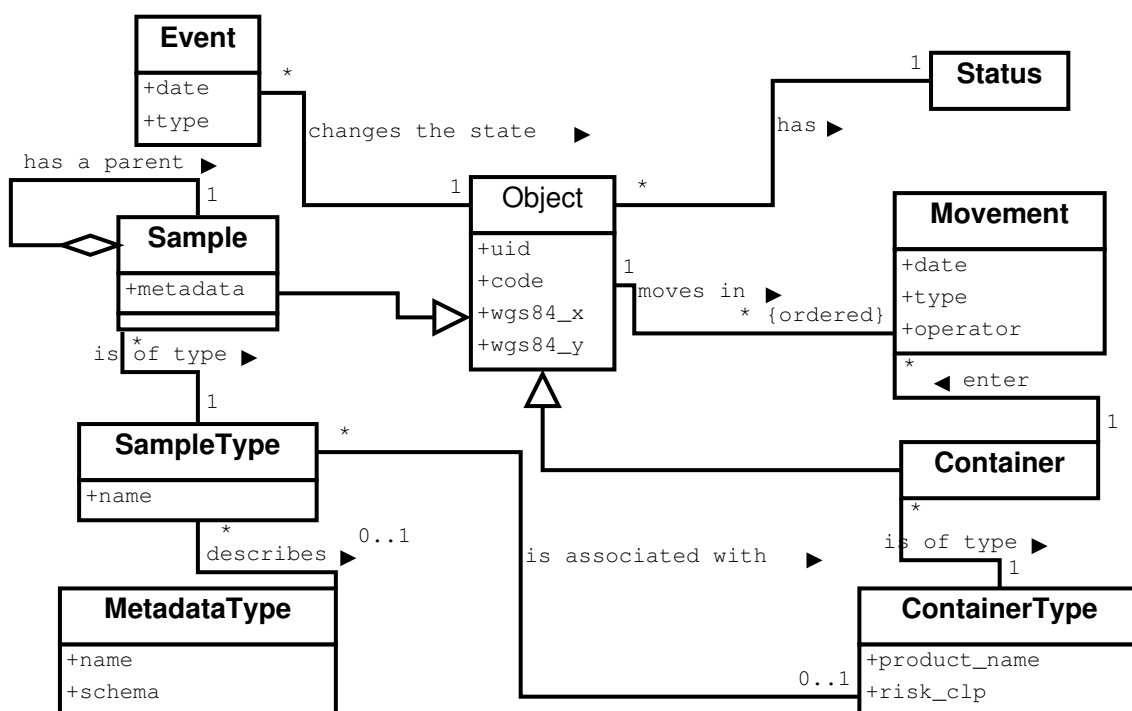 Event
+date
+type
*
changes the state ►
1
1
Status
has ►
*
has a parent ►
1
Sample
+metadata
Object
+uid
+code
+wgs84_x
+wgs84_y
1
moves in ►
* {ordered}
Movement
+date
+type
+operator
*
◄ enter
1
*
is of type ►
1
SampleType
+name
*
Container
*
is of type ►
1
*
describes ►
0..1
is associated with ►
MetadataType
+name
+schema
0..1
ContainerType
+product_name
+risk_clp